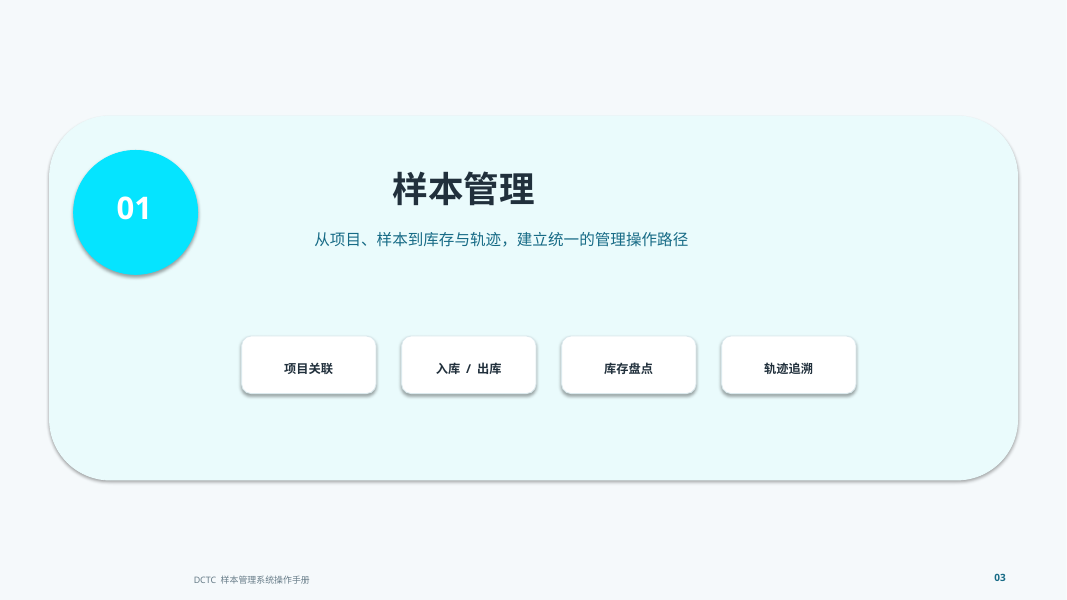 01
样本管理
从项目、样本到库存与轨迹，建立统一的管理操作路径
项目关联
入库 / 出库
库存盘点
轨迹追溯
DCTC 样本管理系统操作手册
03